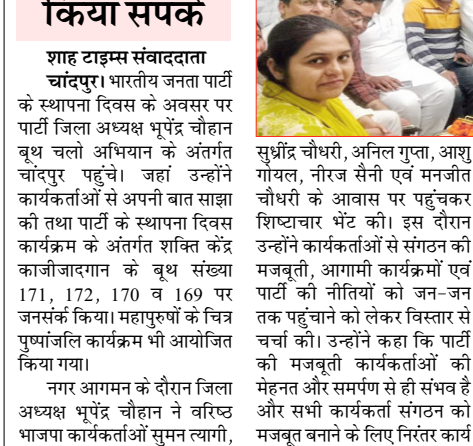 किया संपर्क
शाह टाइम्स संवाददाता
चांदपुर। भारतीय जनता पार्टी
के स्थापना दिवस के अवसर पर
पार्टी जिला अध्यक्ष भूपेंद्र चौहान
बूथ चलो अभियान के अंतर्गत
चांदपुर पहुंचे। जहां उन्होंने
कार्यकर्ताओं से अपनी बात साझा
की तथा पार्टी के स्थापना दिवस
कार्यक्रम के अंतर्गत शक्ति केंद्र
काजीजादगान के बूथ संख्या
171, 172, 170 व 169 पर
जनसंर्क किया। महापुरुषों के चित्र
पुष्पांजलि कार्यक्रम भी आयोजित
किया गया।
नगर आगमन के दौरान जिला
अध्यक्ष भूपेंद्र चौहान ने वरिष्ठ
भाजपा कार्यकर्ताओं सुमन त्यागी,
सुध्रींद्र चौधरी, अनिल गुप्ता, आशु
गोयल, नीरज सैनी एवं मनजीत
चौधरी के आवास पर पहुंचकर
शिष्टाचार भेंट की। इस दौरान
उन्होंने कार्यकर्ताओं से संगठन की
मजबूती, आगामी कार्यक्रमों एवं
पार्टी की नीतियों को जन-जन
तक पहुंचाने को लेकर विस्तार से
चर्चा की। उन्होंने कहा कि पार्टी
की मजबूती कार्यकर्ताओं की
मेहनत और समर्पण से ही संभव है
और सभी कार्यकर्ता संगठन को
मजबूत बनाने के लिए निरंतर कार्य